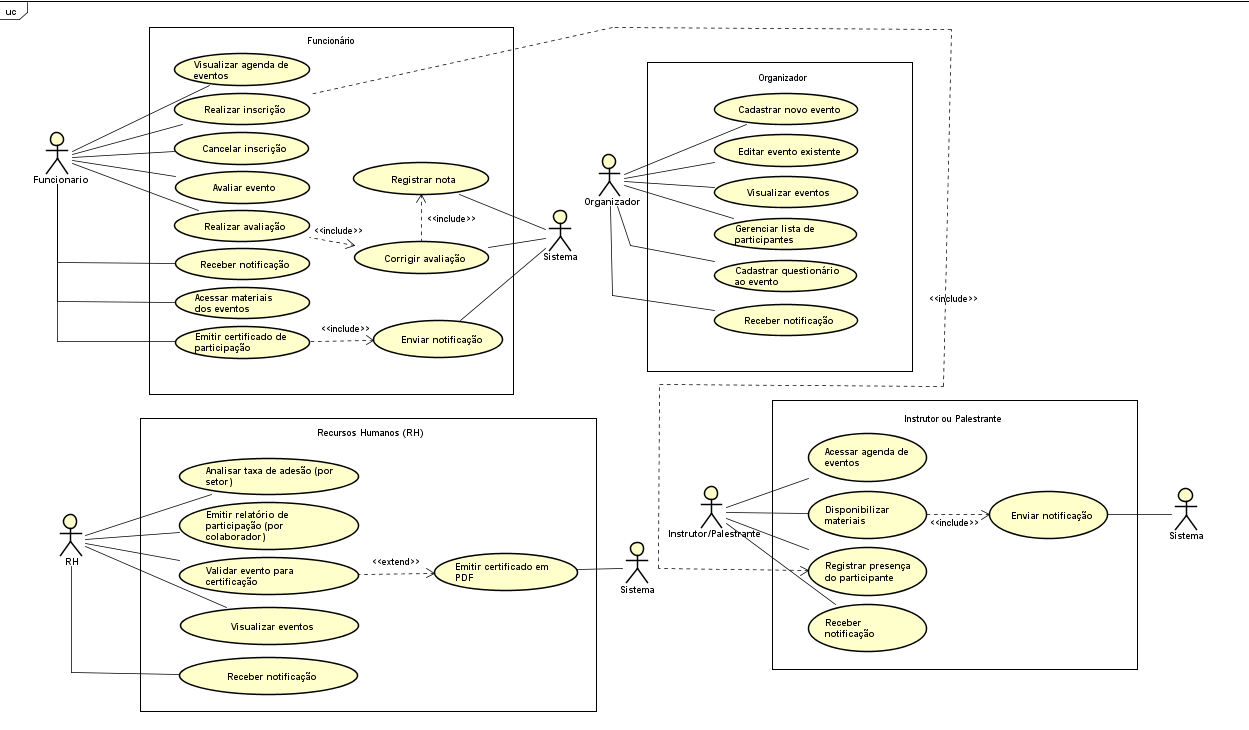 uc
Funcionário
Visualizar agenda de
eventos
Realizar inscrição
Cancelar inscrição
Avaliar evento
Realizar avaliação
Receber notificação
Acessar materiais
dos eventos
Emitir certificado de
participação
Funcionario
Registrar nota
<<include>>
<<include>>
Corrigir avaliação
<<include>>
Enviar notificação
Sistema
Organizador
Cadastrar novo evento
Editar evento existente
Visualizar eventos
Gerenciar lista de
participantes
Cadastrar questionário
ao evento
Receber notificação
Organizador
<<include>>
Recursos Humanos (RH)
Analisar taxa de adesão (por
setor)
Emitir relatório de
participação (por
colaborador)
Validar evento para
certificação
Visualizar eventos
Receber notificação
RH
<<extend>>
Emitir certificado em
PDF
Sistema
Instrutor ou Palestrante
Acessar agenda de
eventos
Disponibilizar
materiais
Registrar presença
do participante
Receber
notificação
Instrutor/Palestrante
<<include>>
Enviar notificação
Sistema